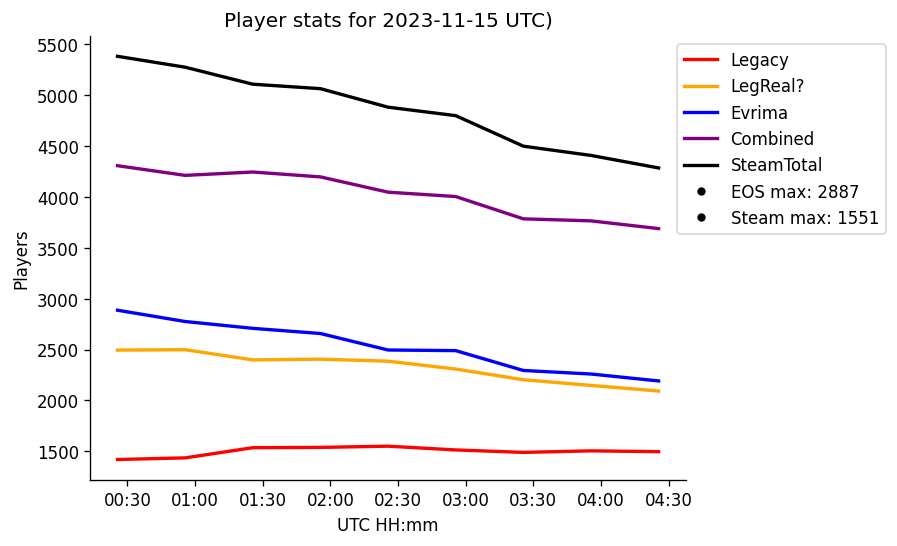 Player stats for 2023-11-15 UTC)
5500
5000
4500
4000
3500
3000
2500
2000
1500
Players
00:30 01:00 01:30 02:00 02:30 03:00 03:30 04:00 04:30
UTC HH:mm
Legacy
LegReal?
Evrima
Combined
SteamTotal
EOS max: 2887
Steam max: 1551